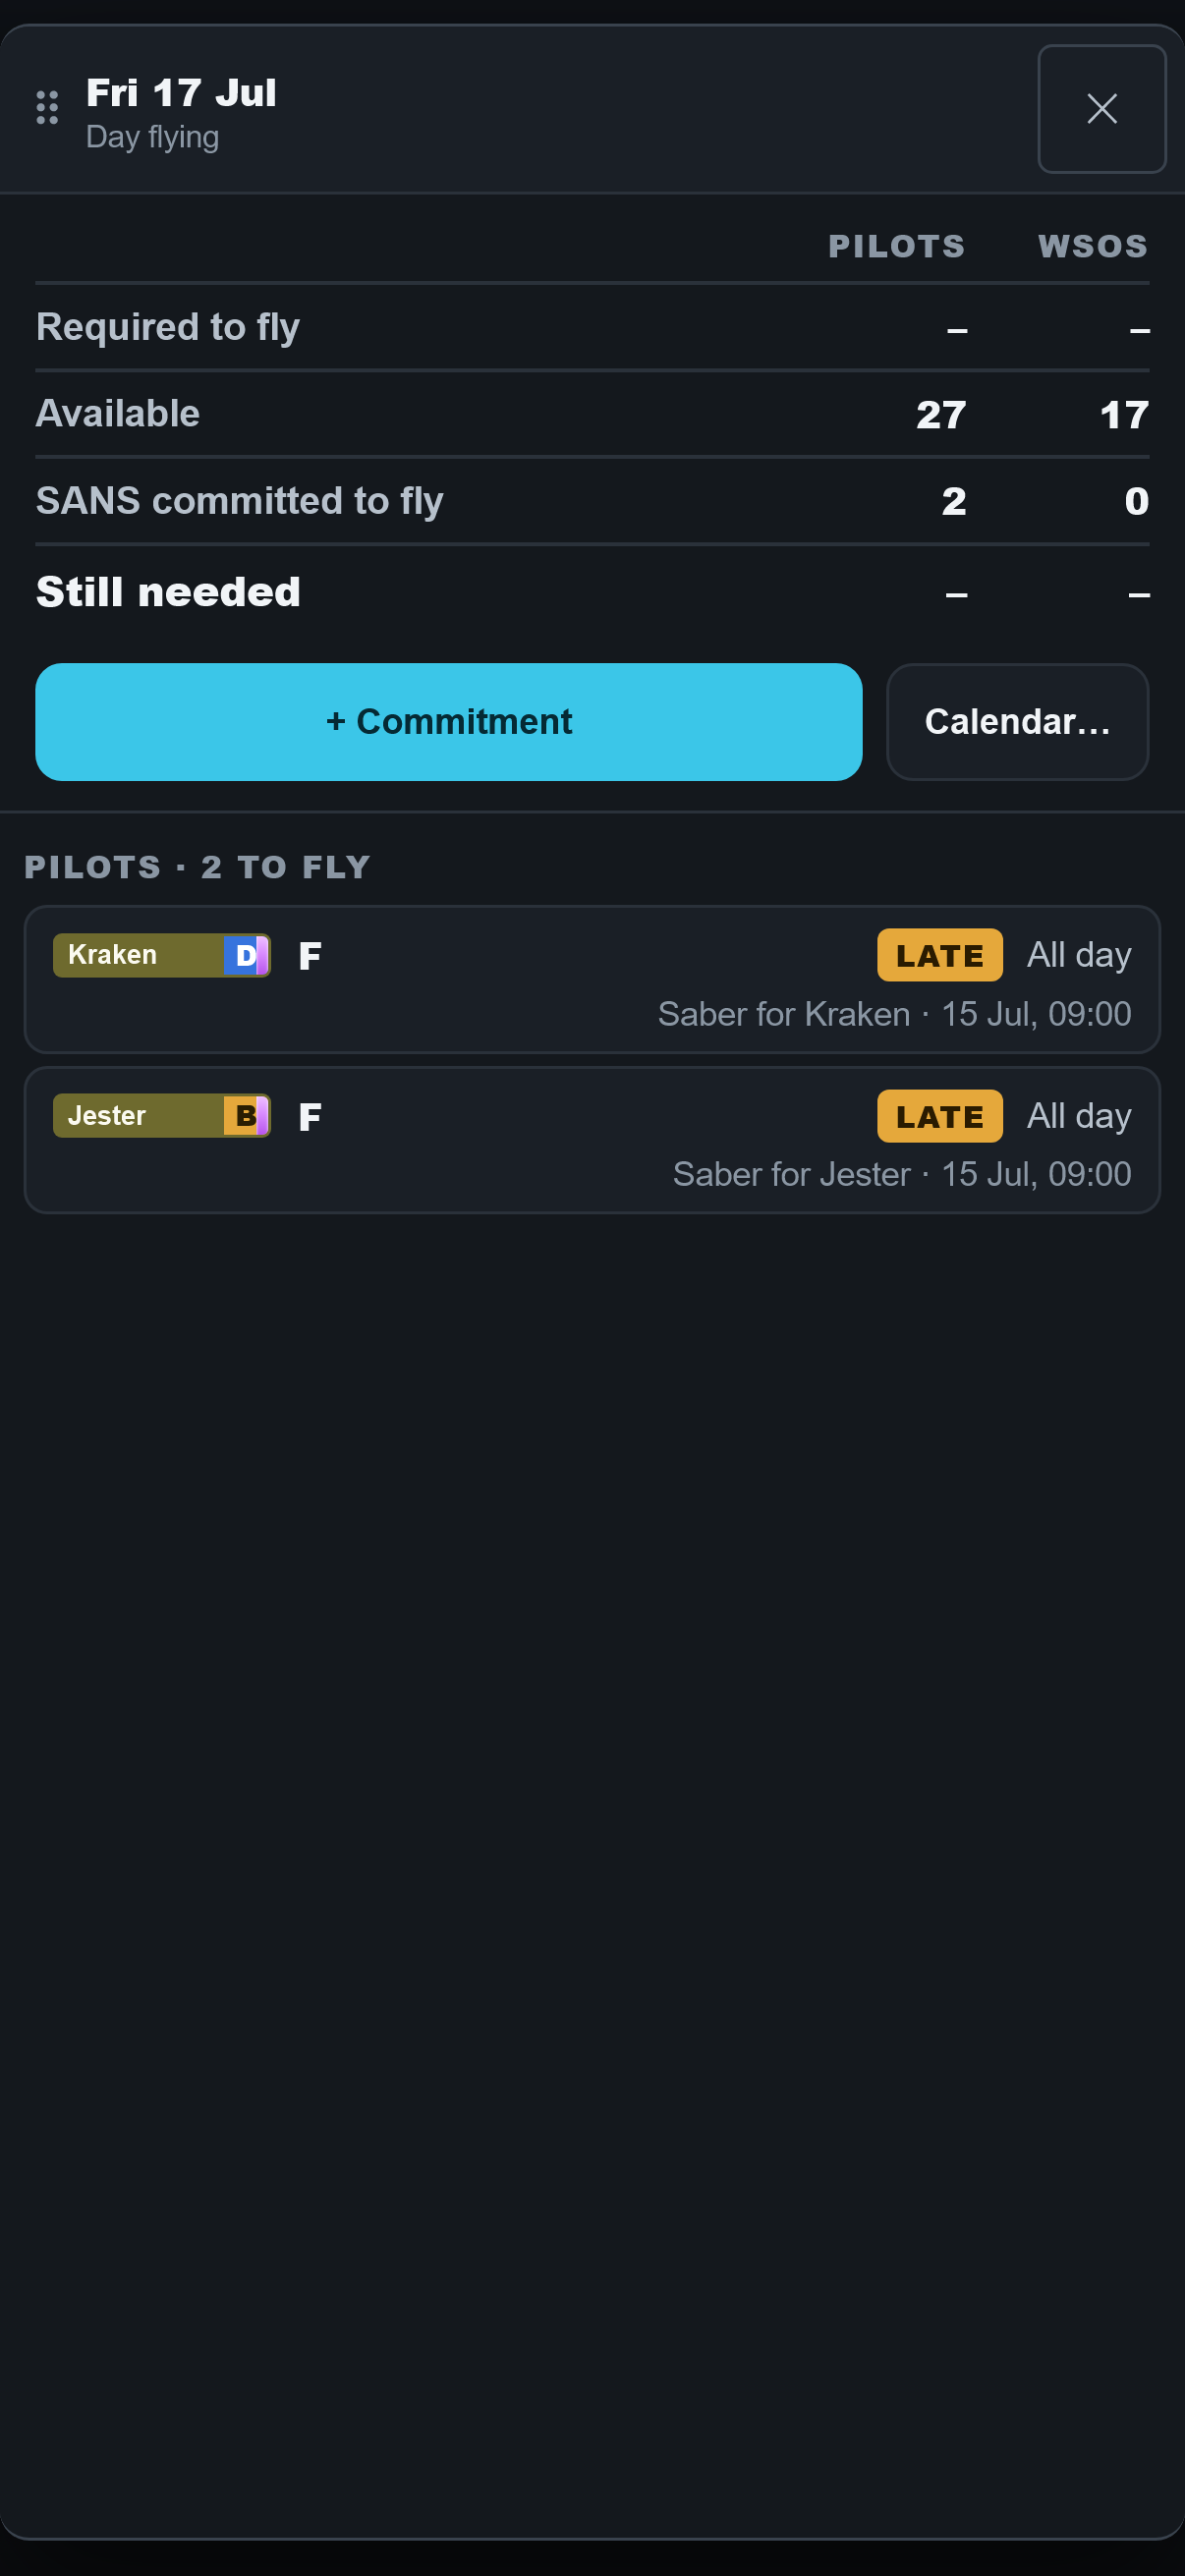 Fri 17 Jul
Day flying
PILOTS WSOS
Required to fly – –
Available 27 17
SANS committed to fly 2 0
Still needed – –
+ Commitment Calendar...
PILOTS · 2 TO FLY
Kraken D F LATE All day
Saber for Kraken · 15 Jul, 09:00
Jester B F LATE All day
Saber for Jester · 15 Jul, 09:00